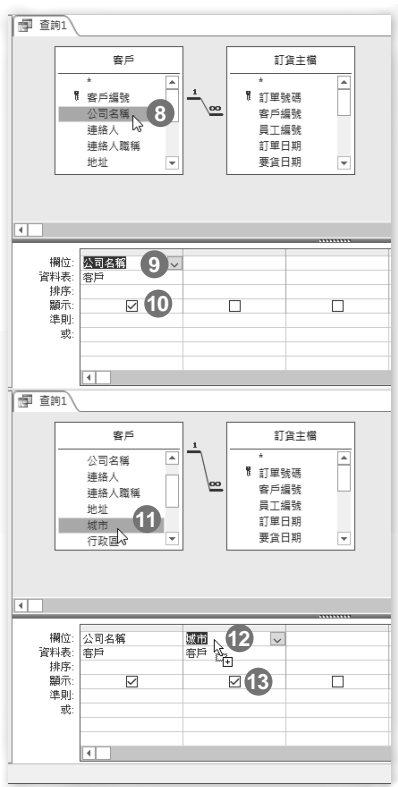 查詢1
客戶
訂貨主檔
*
客戶編號
公司名稱 8
連絡人
連絡人職稱
地址
1
∞
*
訂單號碼
客戶編號
員工編號
訂單日期
要貨日期
欄位: 公司名稱 9
資料表: 客戶
排序:
顯示: 10
準則:
或:
查詢1
客戶
訂貨主檔
公司名稱
連絡人
連絡人職稱
地址
城市 11
行政區
1
∞
*
訂單號碼
客戶編號
員工編號
訂單日期
要貨日期
欄位: 公司名稱 城市 12
資料表: 客戶 客戶
排序:
顯示: 13
準則:
或: